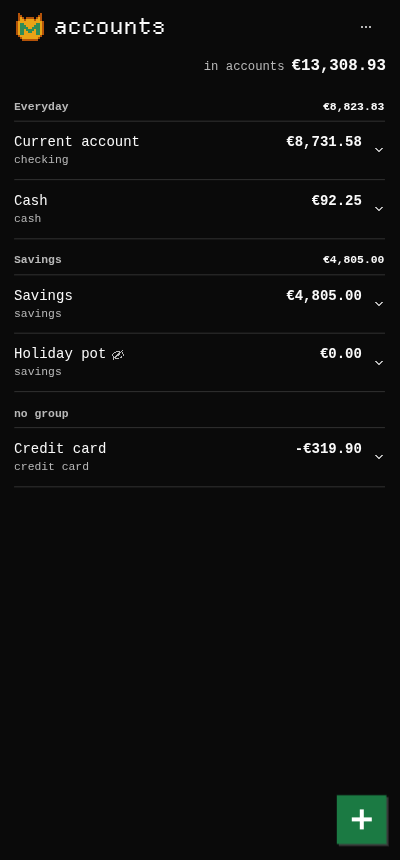 accounts
in accounts €13,308.93
Everyday €8,823.83
Current account €8,731.58
checking
Cash €92.25
cash
Savings €4,805.00
Savings €4,805.00
savings
Holiday pot €0.00
savings
no group
Credit card -€319.90
credit card